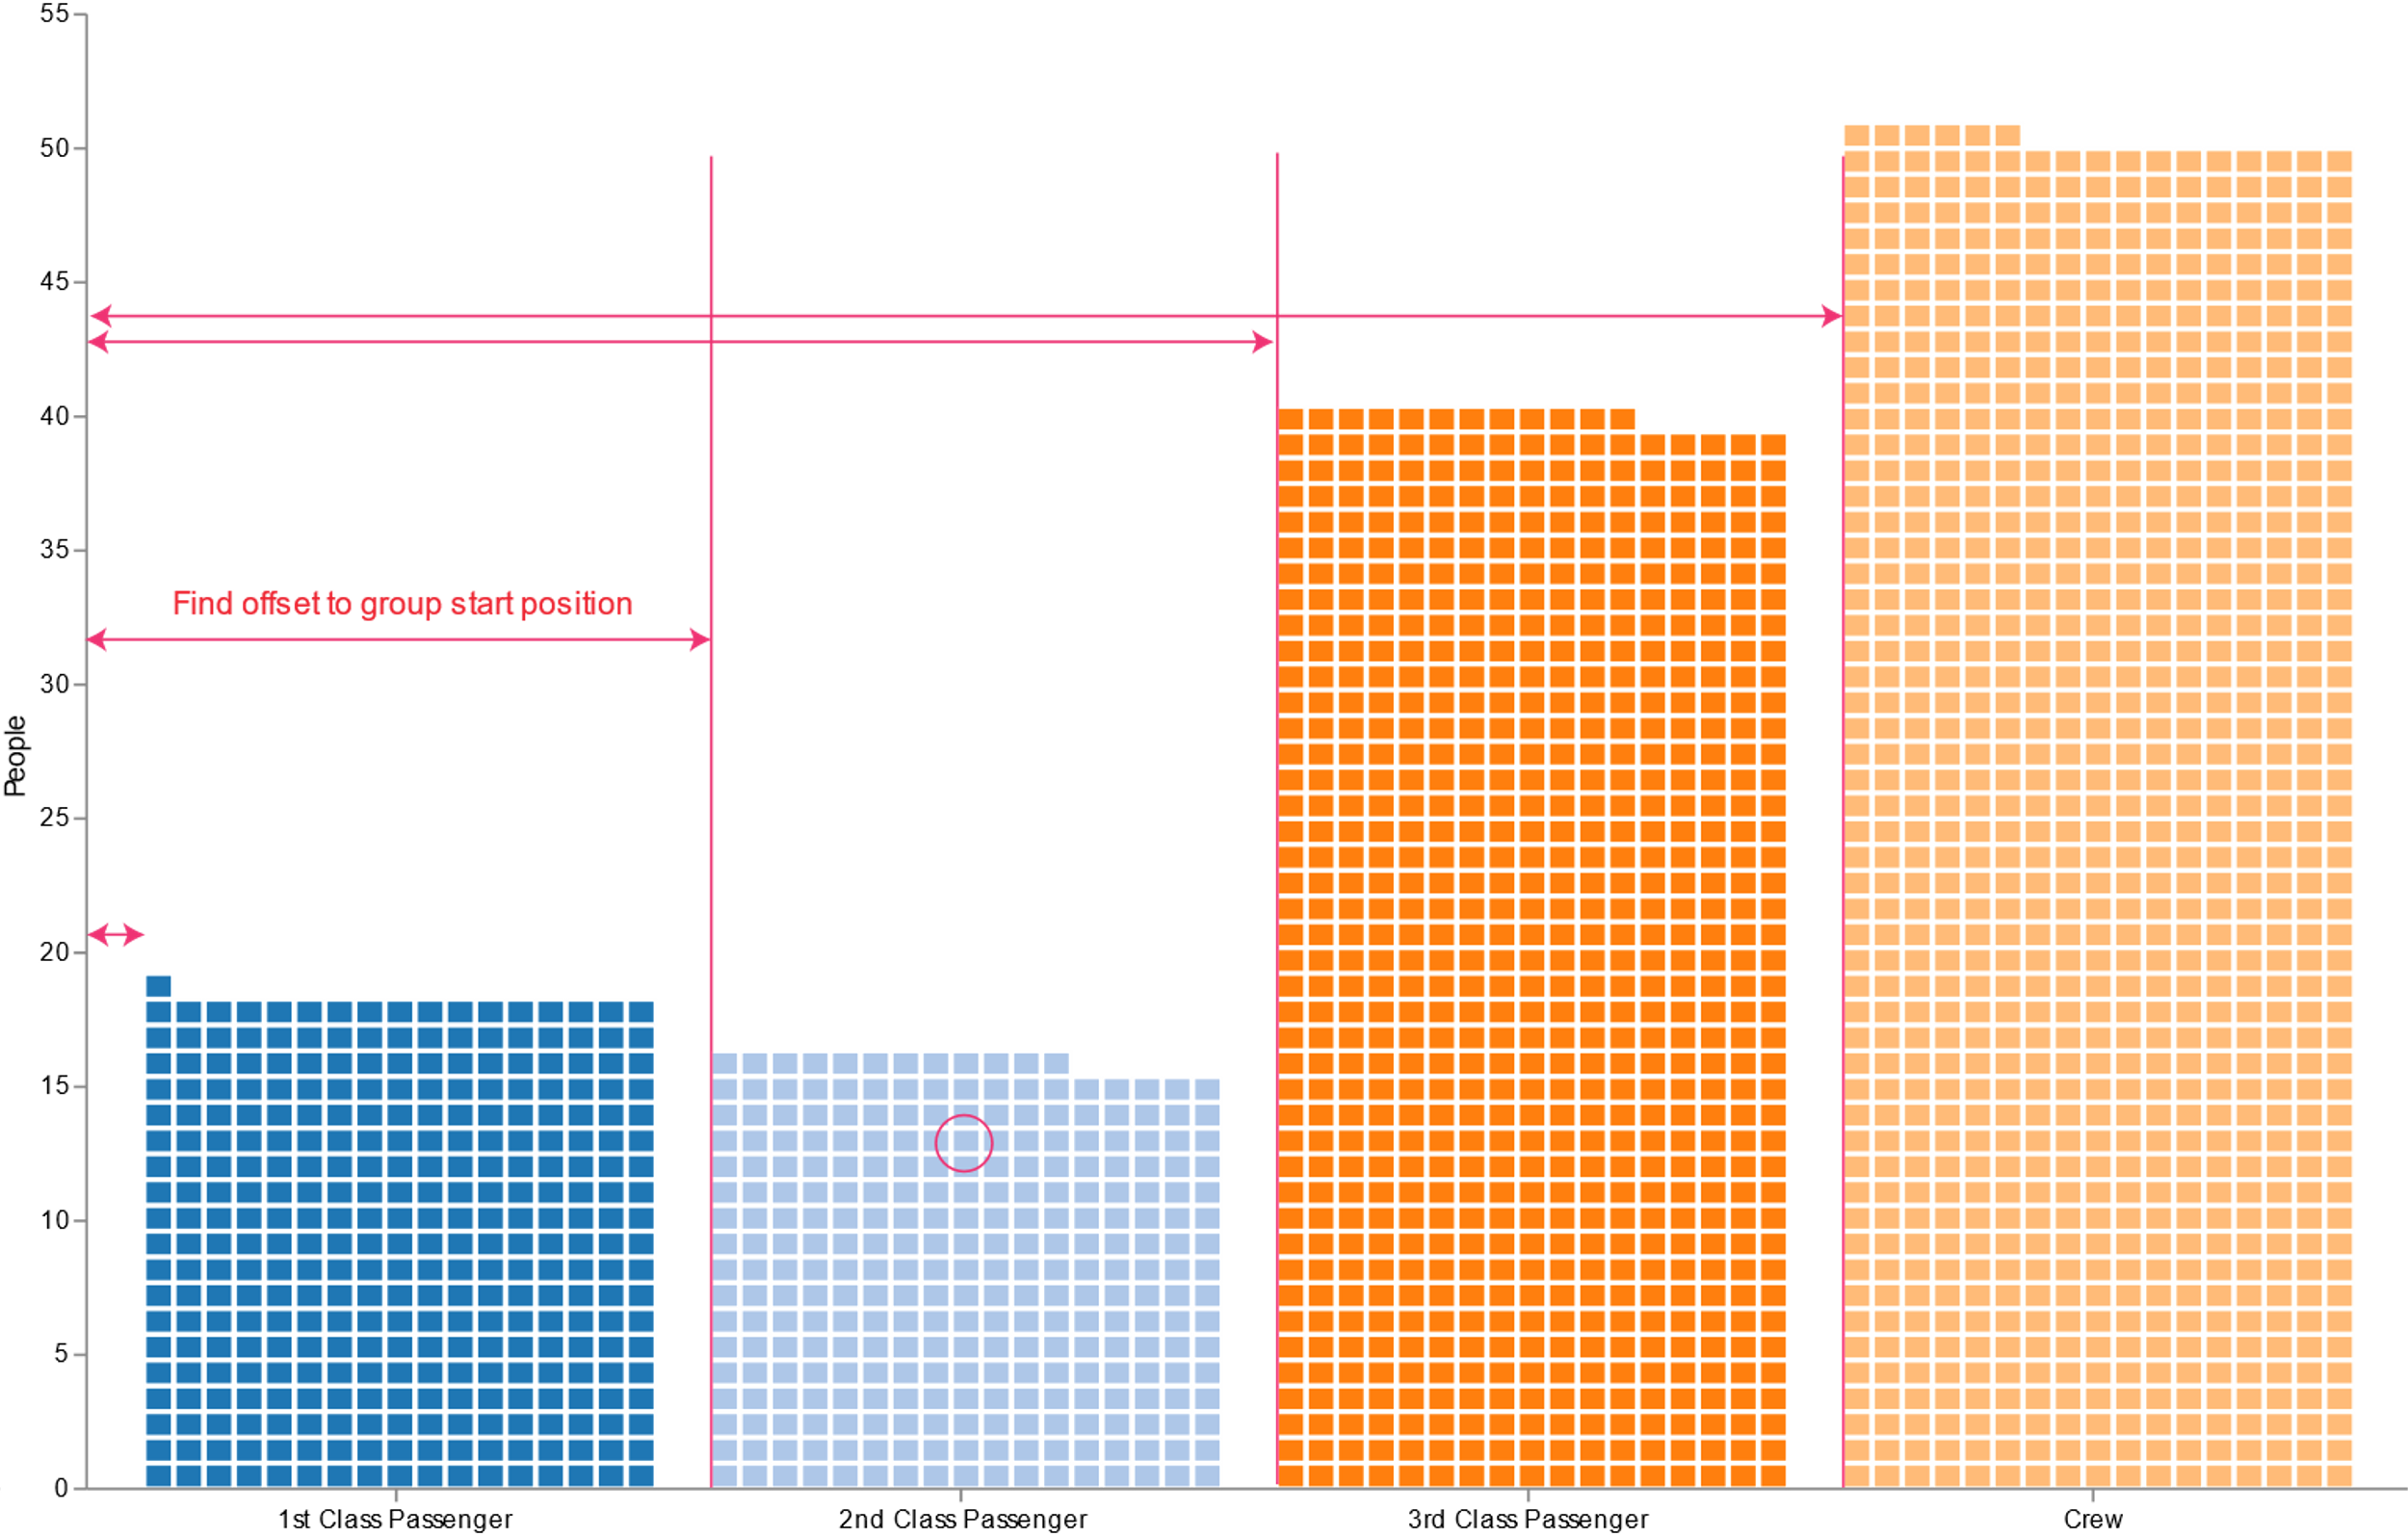 55
50
45
40
35
30
25
20
15
10
5
0
People
Find offset to group start position
1st Class Passenger
2nd Class Passenger
3rd Class Passenger
Crew